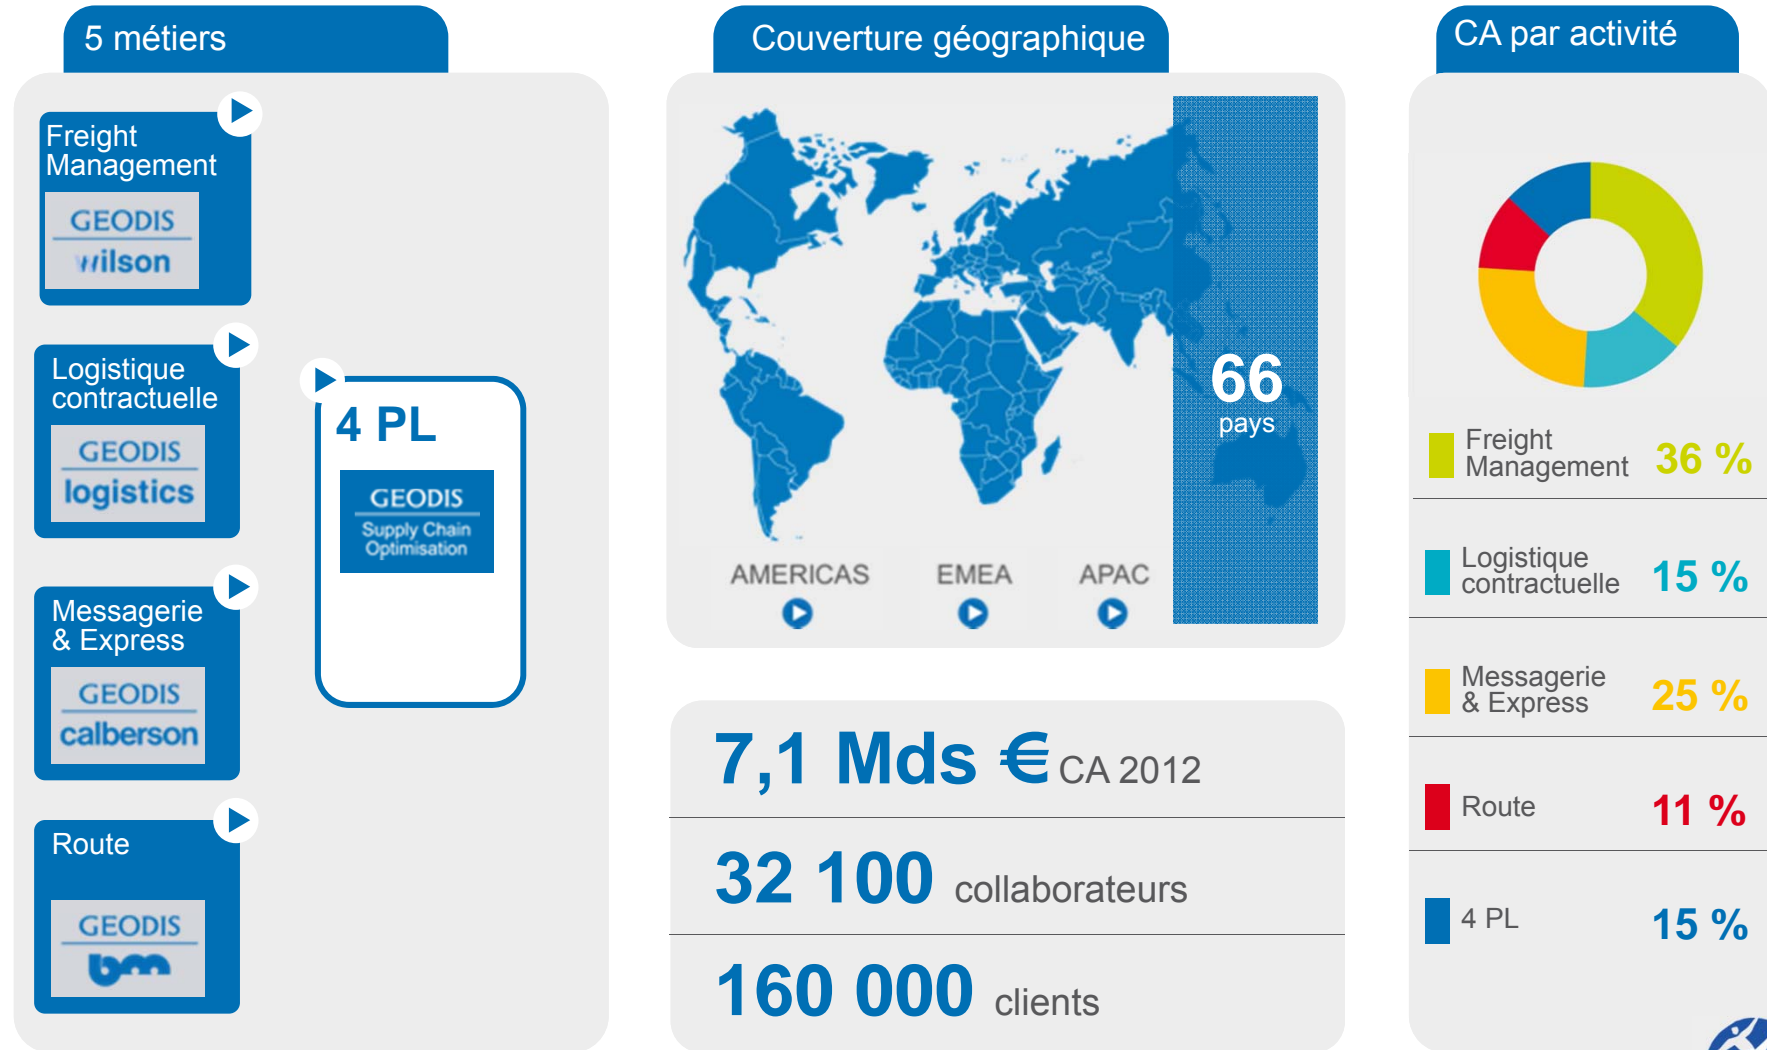 5 métiers
Freight
Management
GEODIS
wilson
Logistique
contractuelle
GEODIS
logistics
Messagerie
& Express
GEODIS
calberson
Route
GEODIS
bm
4 PL
GEODIS
Supply Chain
Optimisation
Couverture géographique
66
pays
AMERICAS EMEA APAC
7,1 Mds € CA 2012
32 100 collaborateurs
160 000 clients
CA par activité
Freight
Management 36 %
Logistique
contractuelle 15 %
Messagerie
& Express 25 %
Route 11 %
4 PL 15 %